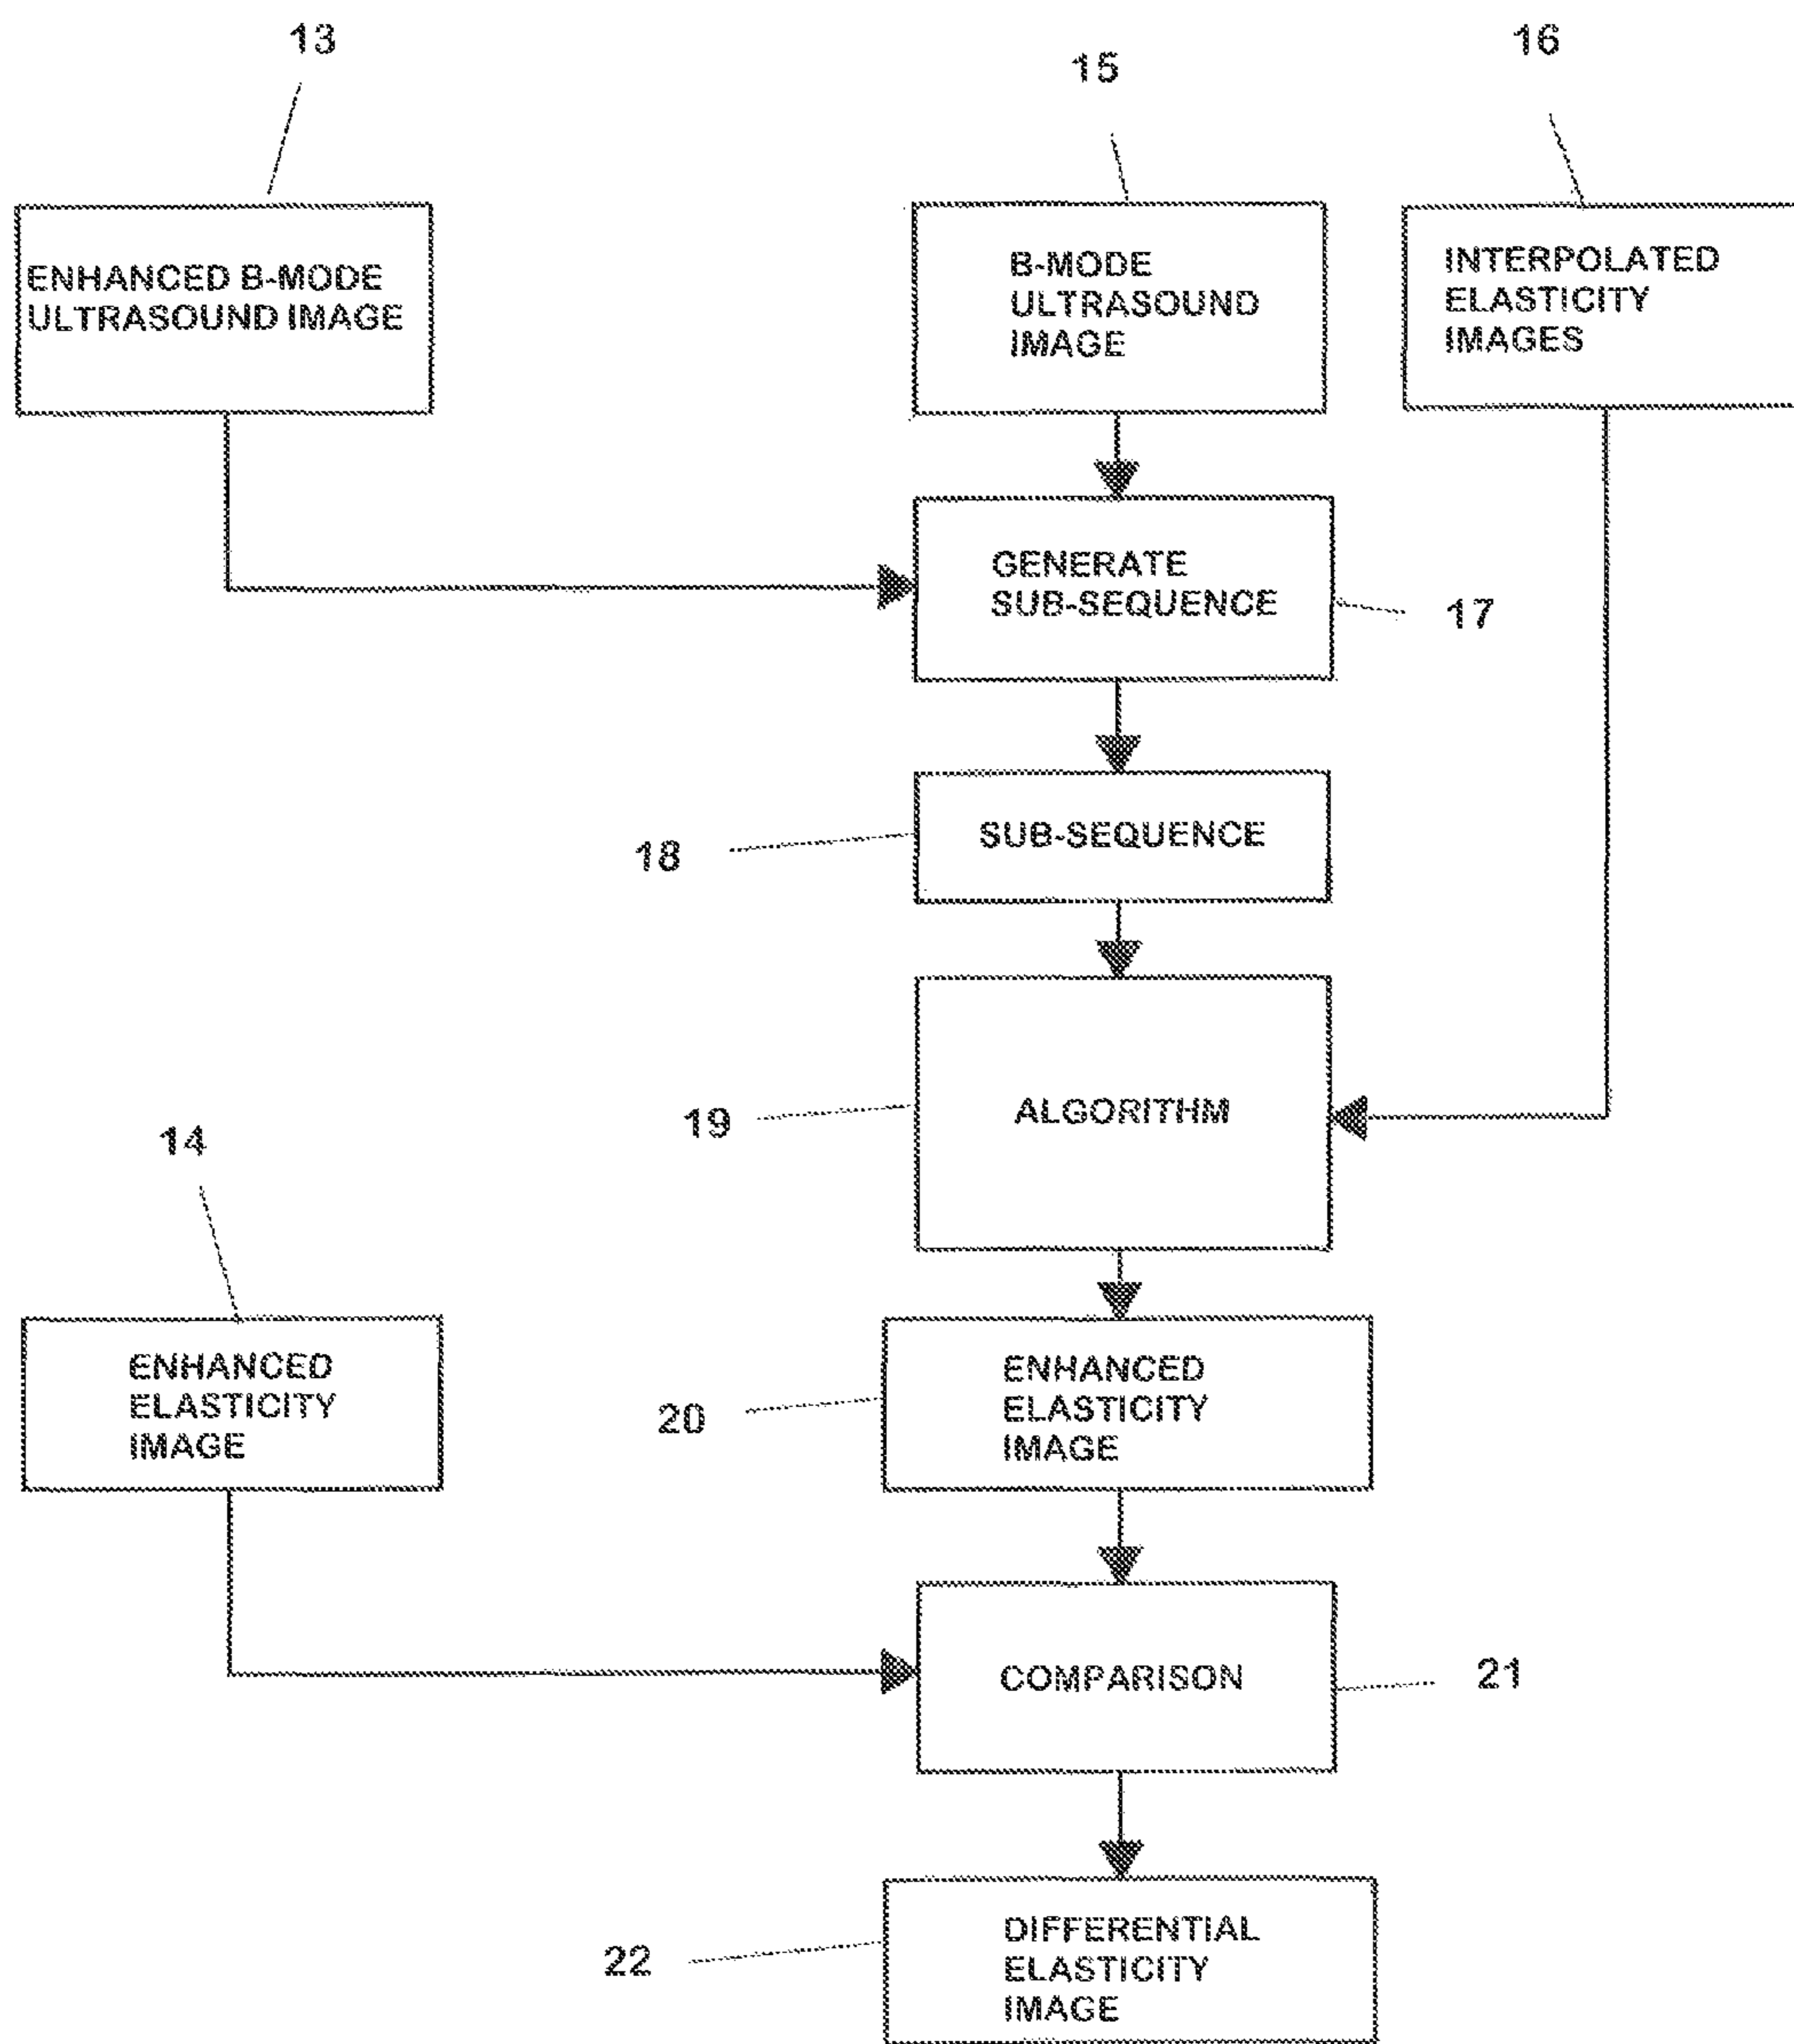 13
15
16
ENHANCED B-MODE
ULTRASOUND IMAGE
B-MODE
ULTRASOUND
IMAGE
INTERPOLATED
ELASTICITY
IMAGES
GENERATE
SUB-SEQUENCE
17
SUB-SEQUENCE
18
ALGORITHM
19
14
ENHANCED
ELASTICITY
IMAGE
ENHANCED
ELASTICITY
IMAGE
20
COMPARISON
21
DIFFERENTIAL
ELASTICITY
IMAGE
22